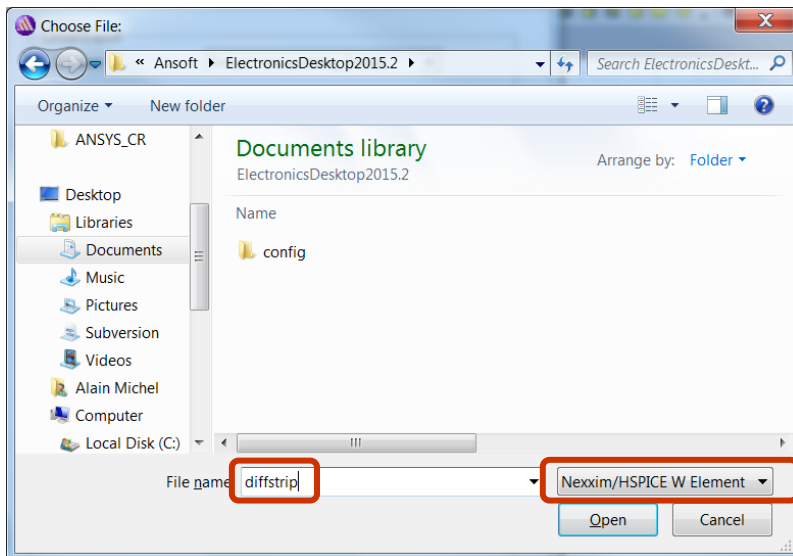 Choose File:
« Ansoft ▸ ElectronicsDesktop2015.2 ▸
Search ElectronicsDeskt...
Organize
New folder
ANSYS_CR
Desktop
Libraries
Documents
Music
Pictures
Subversion
Videos
Alain Michel
Computer
Local Disk (C:)
Documents library
ElectronicsDesktop2015.2
Arrange by: Folder
Name
config
File name
diffstrip
Nexxim/HSPICE W Element
Open
Cancel